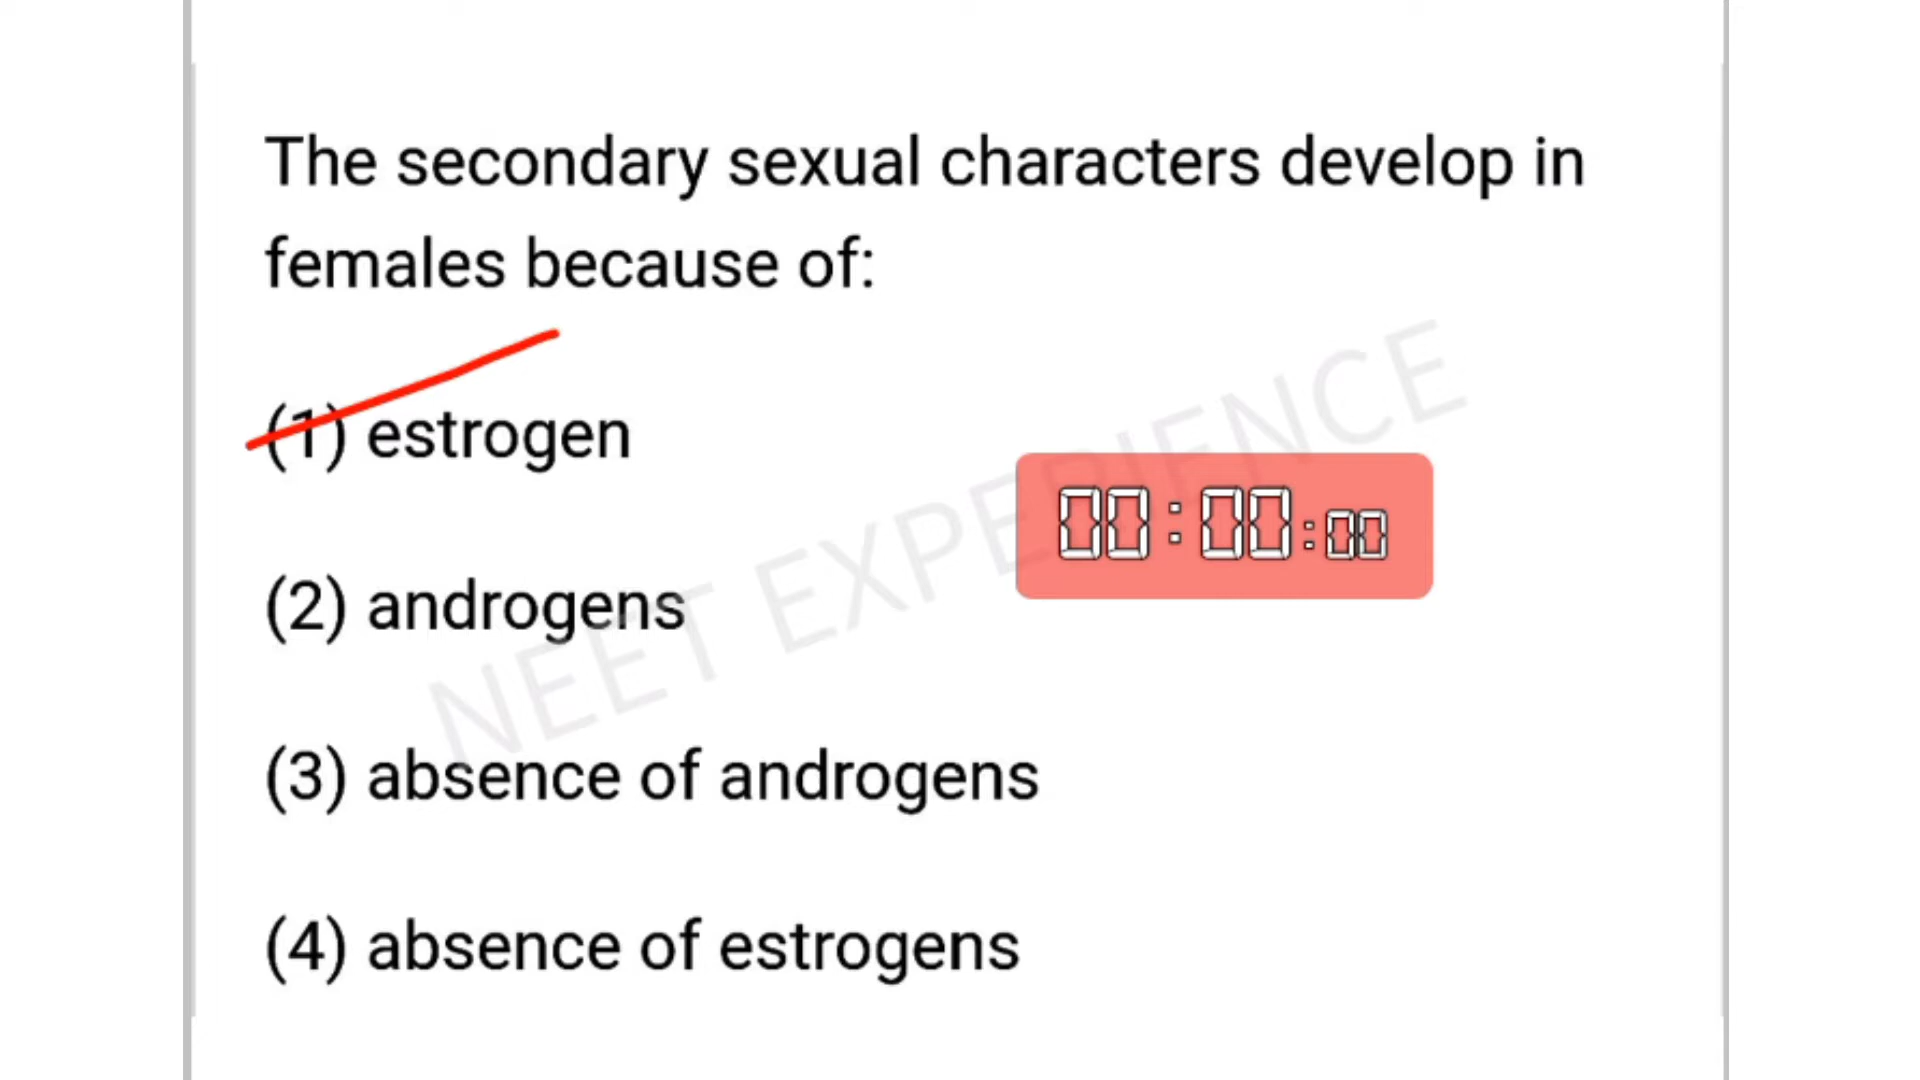 The secondary sexual characters develop in
females because of:
(1) estrogen
NEET EXPERIENCE
00:00:00
(2) androgens
(3) absence of androgens
(4) absence of estrogens